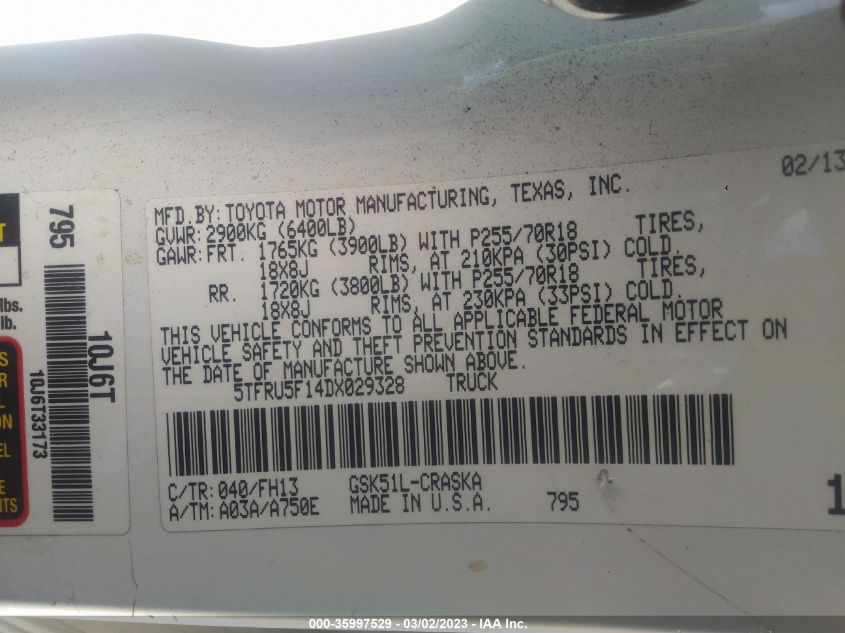 02/13
MFD.BY: TOYOTA MOTOR MANUFACTURING, TEXAS, INC.
GVWR: 2900KG (6400LB)
GAWR: FRT. 1765KG (3900LB) WITH P255/70R18 TIRES,
18X8J RIMS, AT 210KPA (30PSI) COLD.
RR. 1720KG (3800LB) WITH P255/70R18 TIRES,
18X8J RIMS, AT 230KPA (33PSI) COLD.
THIS VEHICLE CONFORMS TO ALL APPLICABLE FEDERAL MOTOR
VEHICLE SAFETY AND THEFT PREVENTION STANDARDS IN EFFECT ON
THE DATE OF MANUFACTURE SHOWN ABOVE.
5TFRU5F14DX029328 TRUCK
C/TR: 040/FH13 GSK51L-CRASKA
A/TM: A03A/A750E MADE IN U.S.A. 795
1
795
10J6T
10J6T33173
lbs.
lb.
000-35997529 - 03/02/2023 - IAA Inc.